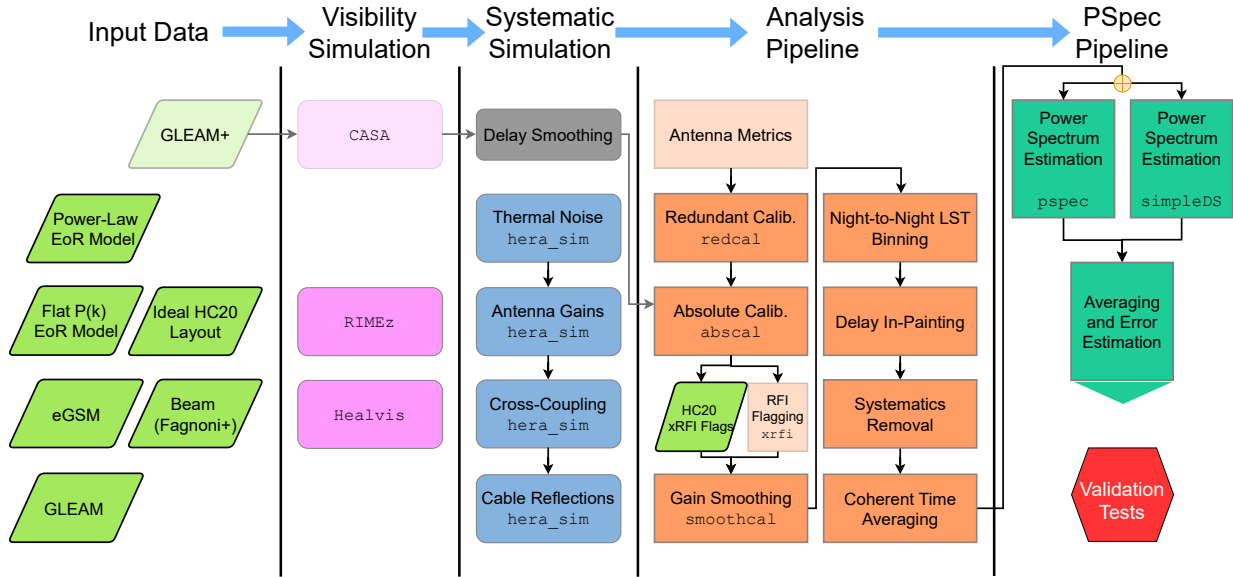 Input Data
Visibility
Simulation
Systematic
Simulation
Analysis
Pipeline
PSpec
Pipeline
GLEAM+
Power-Law
EoR Model
Flat P(k)
EoR Model
Ideal HC20
Layout
eGSM
Beam
(Fagnoni+)
GLEAM
CASA
RIMEz
Healvis
Delay Smoothing
Thermal Noise
hera_sim
Antenna Gains
hera_sim
Cross-Coupling
hera_sim
Cable Reflections
hera_sim
Antenna Metrics
Redundant Calib.
redcal
Absolute Calib.
abscal
HC20
xRFI Flags
RFI
Flagging
xrfi
Gain Smoothing
smoothcal
Night-to-Night LST
Binning
Delay In-Painting
Systematics
Removal
Coherent Time
Averaging
Power
Spectrum
Estimation
pspec
Power
Spectrum
Estimation
simpleDS
Averaging
and Error
Estimation
Validation
Tests